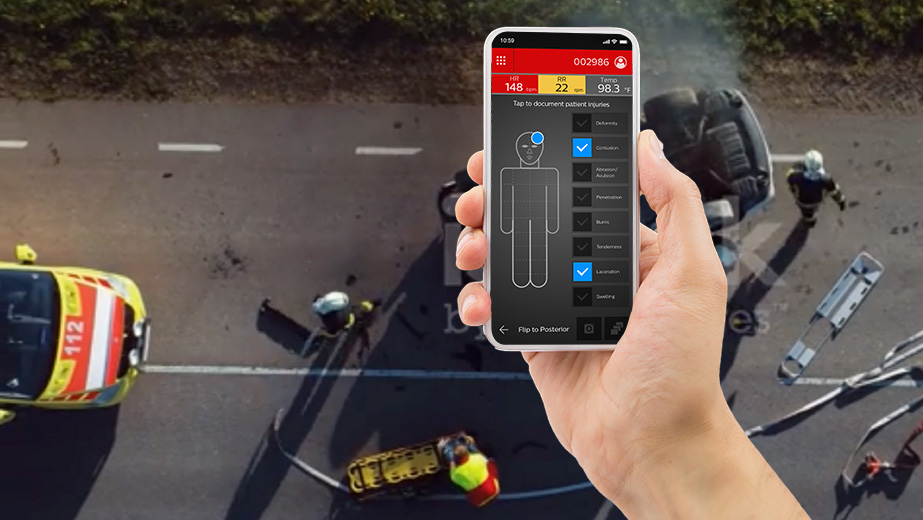 10:59
002986
HR
148 bpm
RR
22 rpm
Temp
98.3 °F
Tap to document patient injuries
Deformity
Contusion
Abrasion/
Avulsion
Penetration
Burns
Tenderness
Laceration
Swelling
Flip to Posterior
112